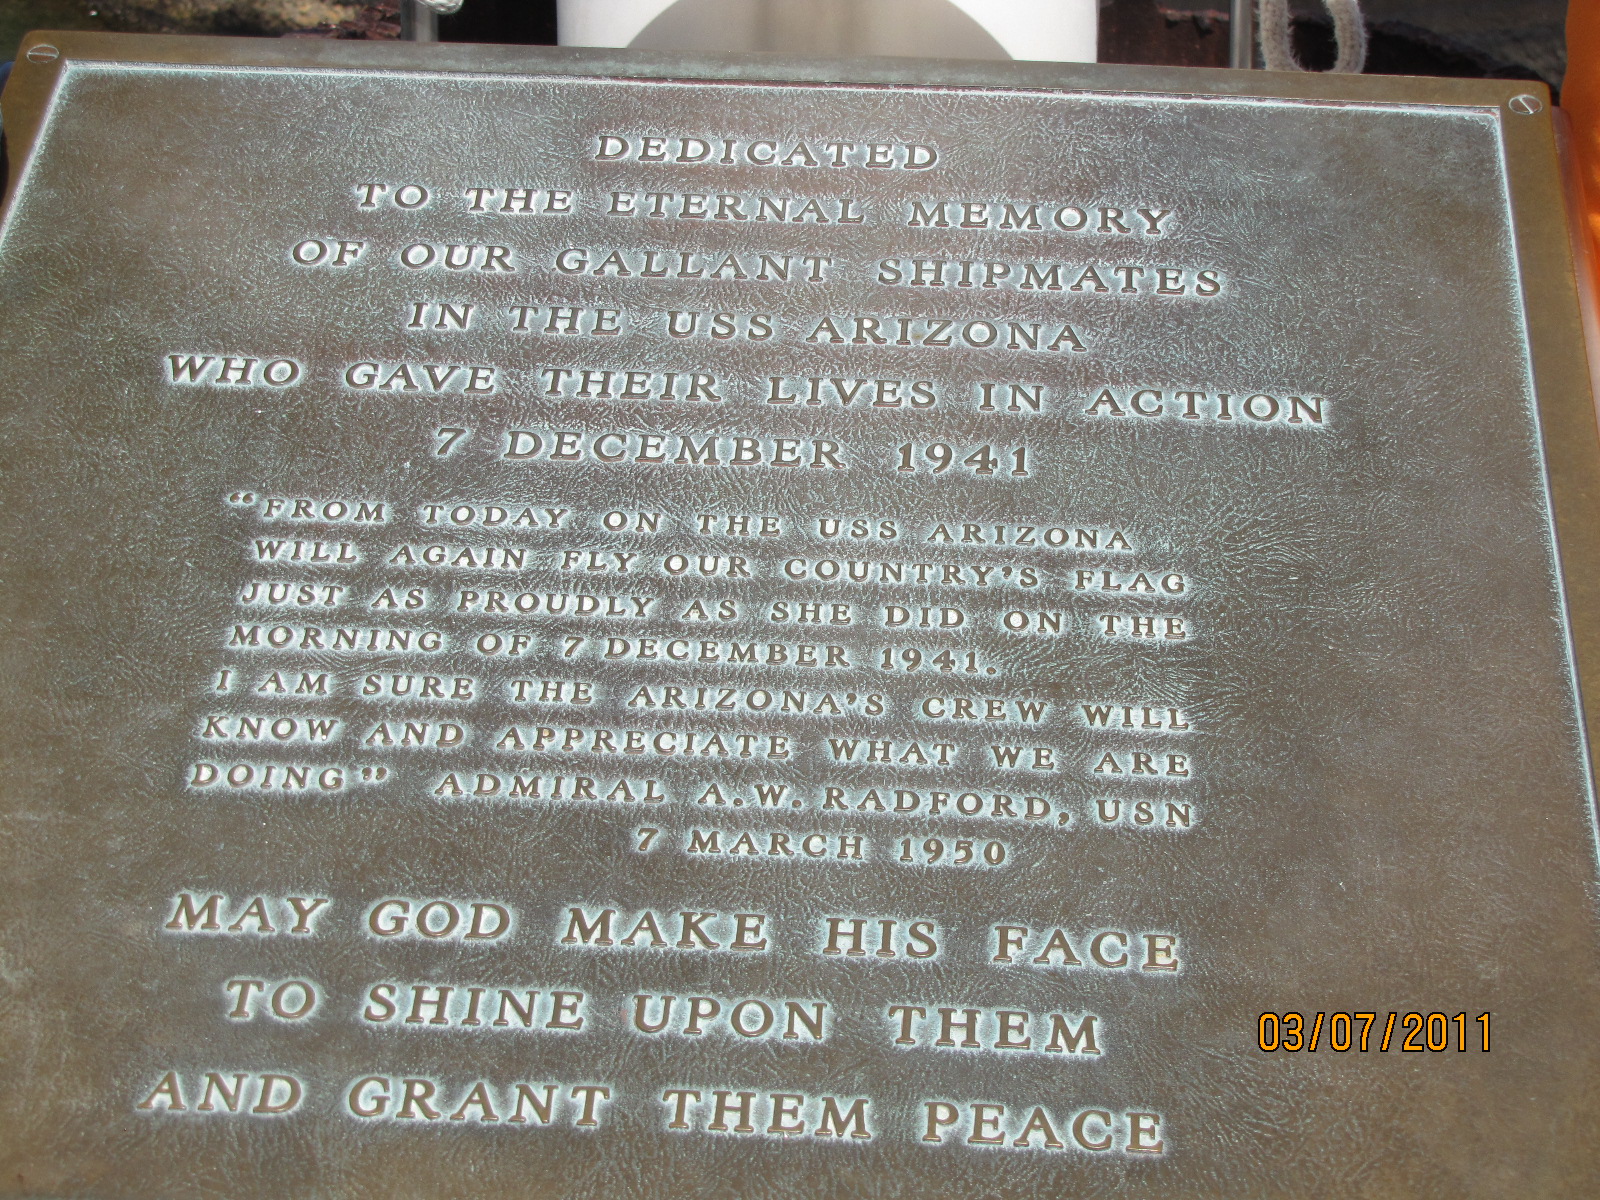 DEDICATED
TO THE ETERNAL MEMORY
OF OUR GALLANT SHIPMATES
IN THE USS ARIZONA
WHO GAVE THEIR LIVES IN ACTION
7 DECEMBER 1941
“FROM TODAY ON THE USS ARIZONA
WILL AGAIN FLY OUR COUNTRY’S FLAG
JUST AS PROUDLY AS SHE DID ON THE
MORNING OF 7 DECEMBER 1941.
I AM SURE THE ARIZONA’S CREW WILL
KNOW AND APPRECIATE WHAT WE ARE
DOING” ADMIRAL A.W. RADFORD, USN
7 MARCH 1950
MAY GOD MAKE HIS FACE
TO SHINE UPON THEM
AND GRANT THEM PEACE
03/07/2011